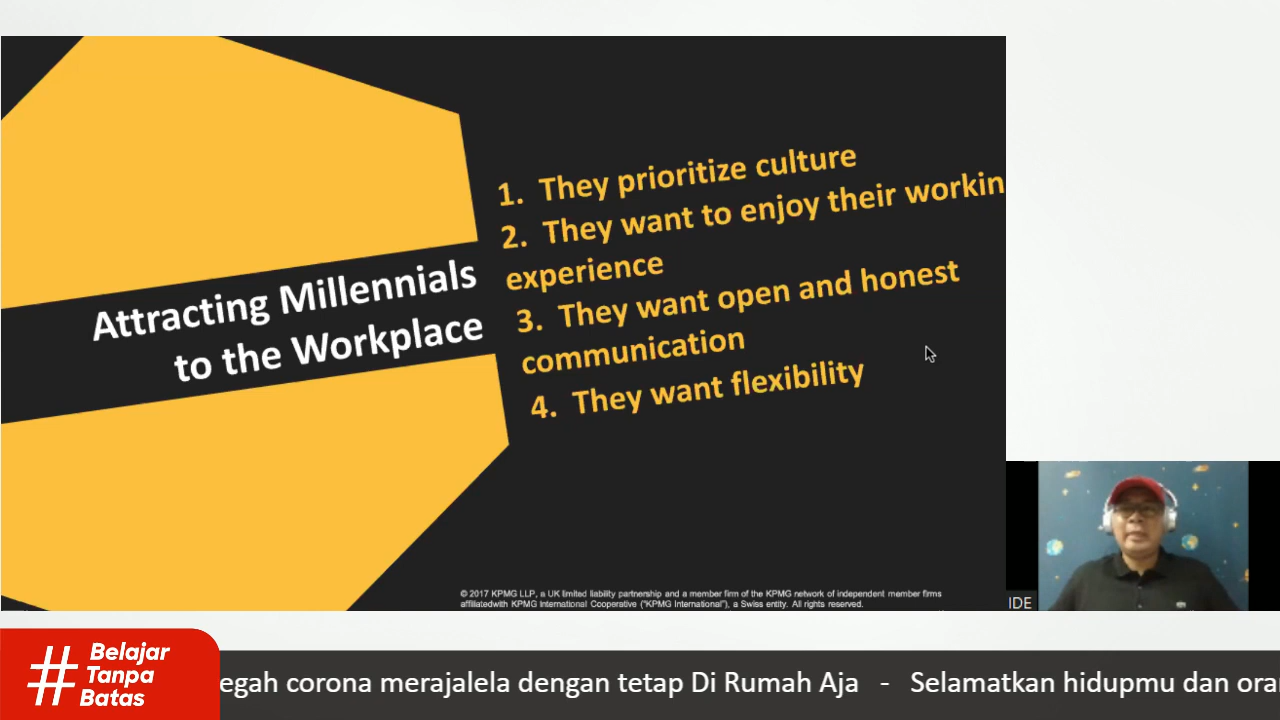 Attracting Millennials
to the Workplace
1. They prioritize culture
2. They want to enjoy their workin
experience
3. They want open and honest
communication
4. They want flexibility
© 2017 KPMG LLP, a UK limited liability partnership and a member firm of the KPMG network of independent member firms
affiliatedwith KPMG International Cooperative ("KPMG International"), a Swiss entity. All rights reserved.
IDE
# Belajar
Tanpa
Batas
egah corona merajalela dengan tetap Di Rumah Aja - Selamatkan hidupmu dan oran